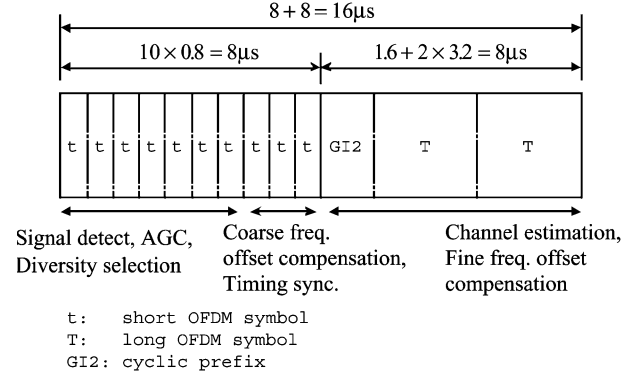 8 + 8 = 16μs
10 × 0.8 = 8μs
1.6 + 2 × 3.2 = 8μs
t t t t t t t t t t GI2 T T
Signal detect, AGC,
Diversity selection
Coarse freq.
offset compensation,
Timing sync.
Channel estimation,
Fine freq. offset
compensation
t: short OFDM symbol
T: long OFDM symbol
GI2: cyclic prefix